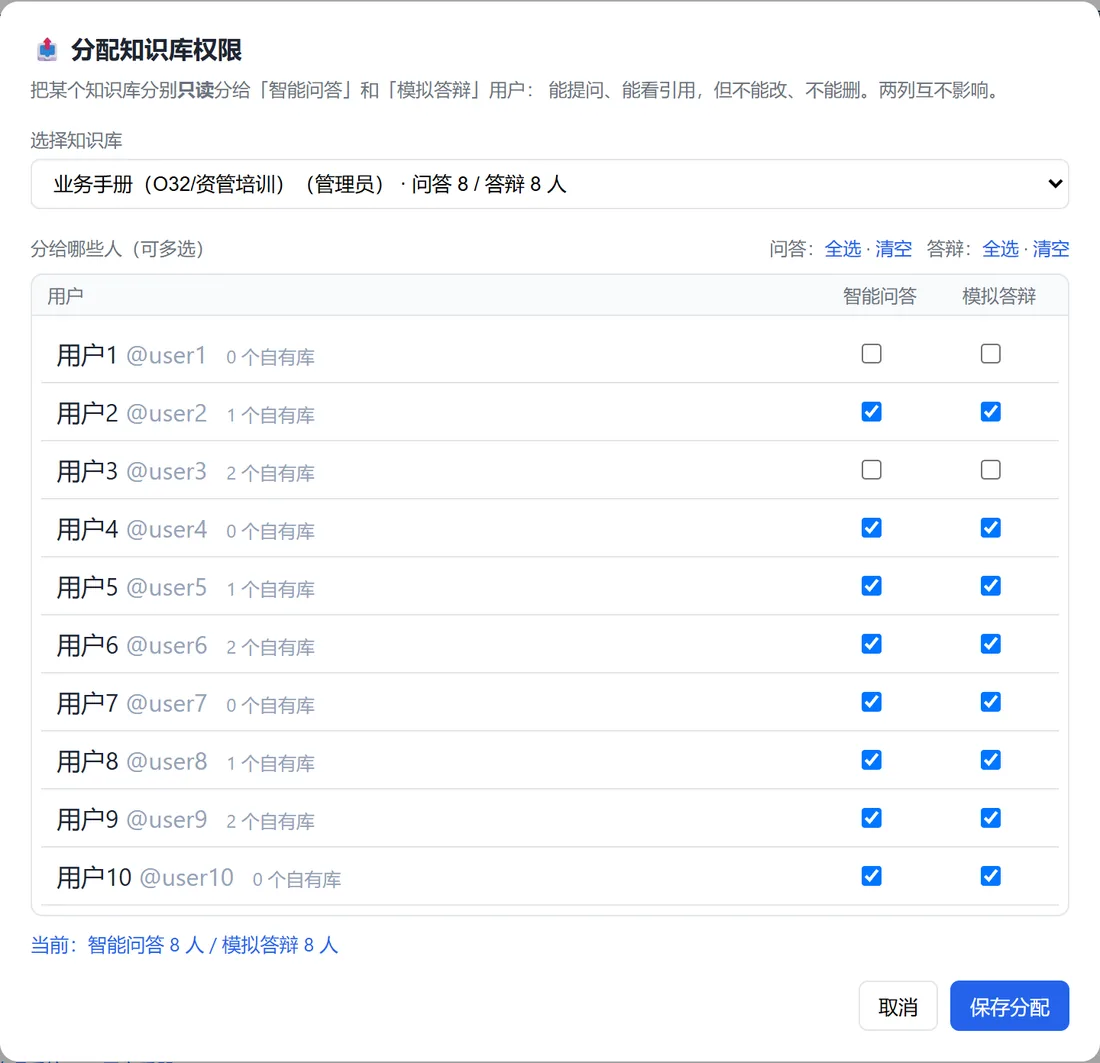 分配知识库权限
把某个知识库分别只读分给「智能问答」和「模拟答辩」用户： 能提问、能看引用，但不能改、不能删。两列互不影响。
选择知识库
业务手册（O32/资管培训）（管理员） · 问答 8 / 答辩 8 人
分给哪些人（可多选） 问答： 全选 · 清空 答辩： 全选 · 清空
用户 智能问答 模拟答辩
用户1 @user1 0 个自有库
用户2 @user2 1 个自有库
用户3 @user3 2 个自有库
用户4 @user4 0 个自有库
用户5 @user5 1 个自有库
用户6 @user6 2 个自有库
用户7 @user7 0 个自有库
用户8 @user8 1 个自有库
用户9 @user9 2 个自有库
用户10 @user10 0 个自有库
当前：智能问答 8 人 / 模拟答辩 8 人
取消 保存分配